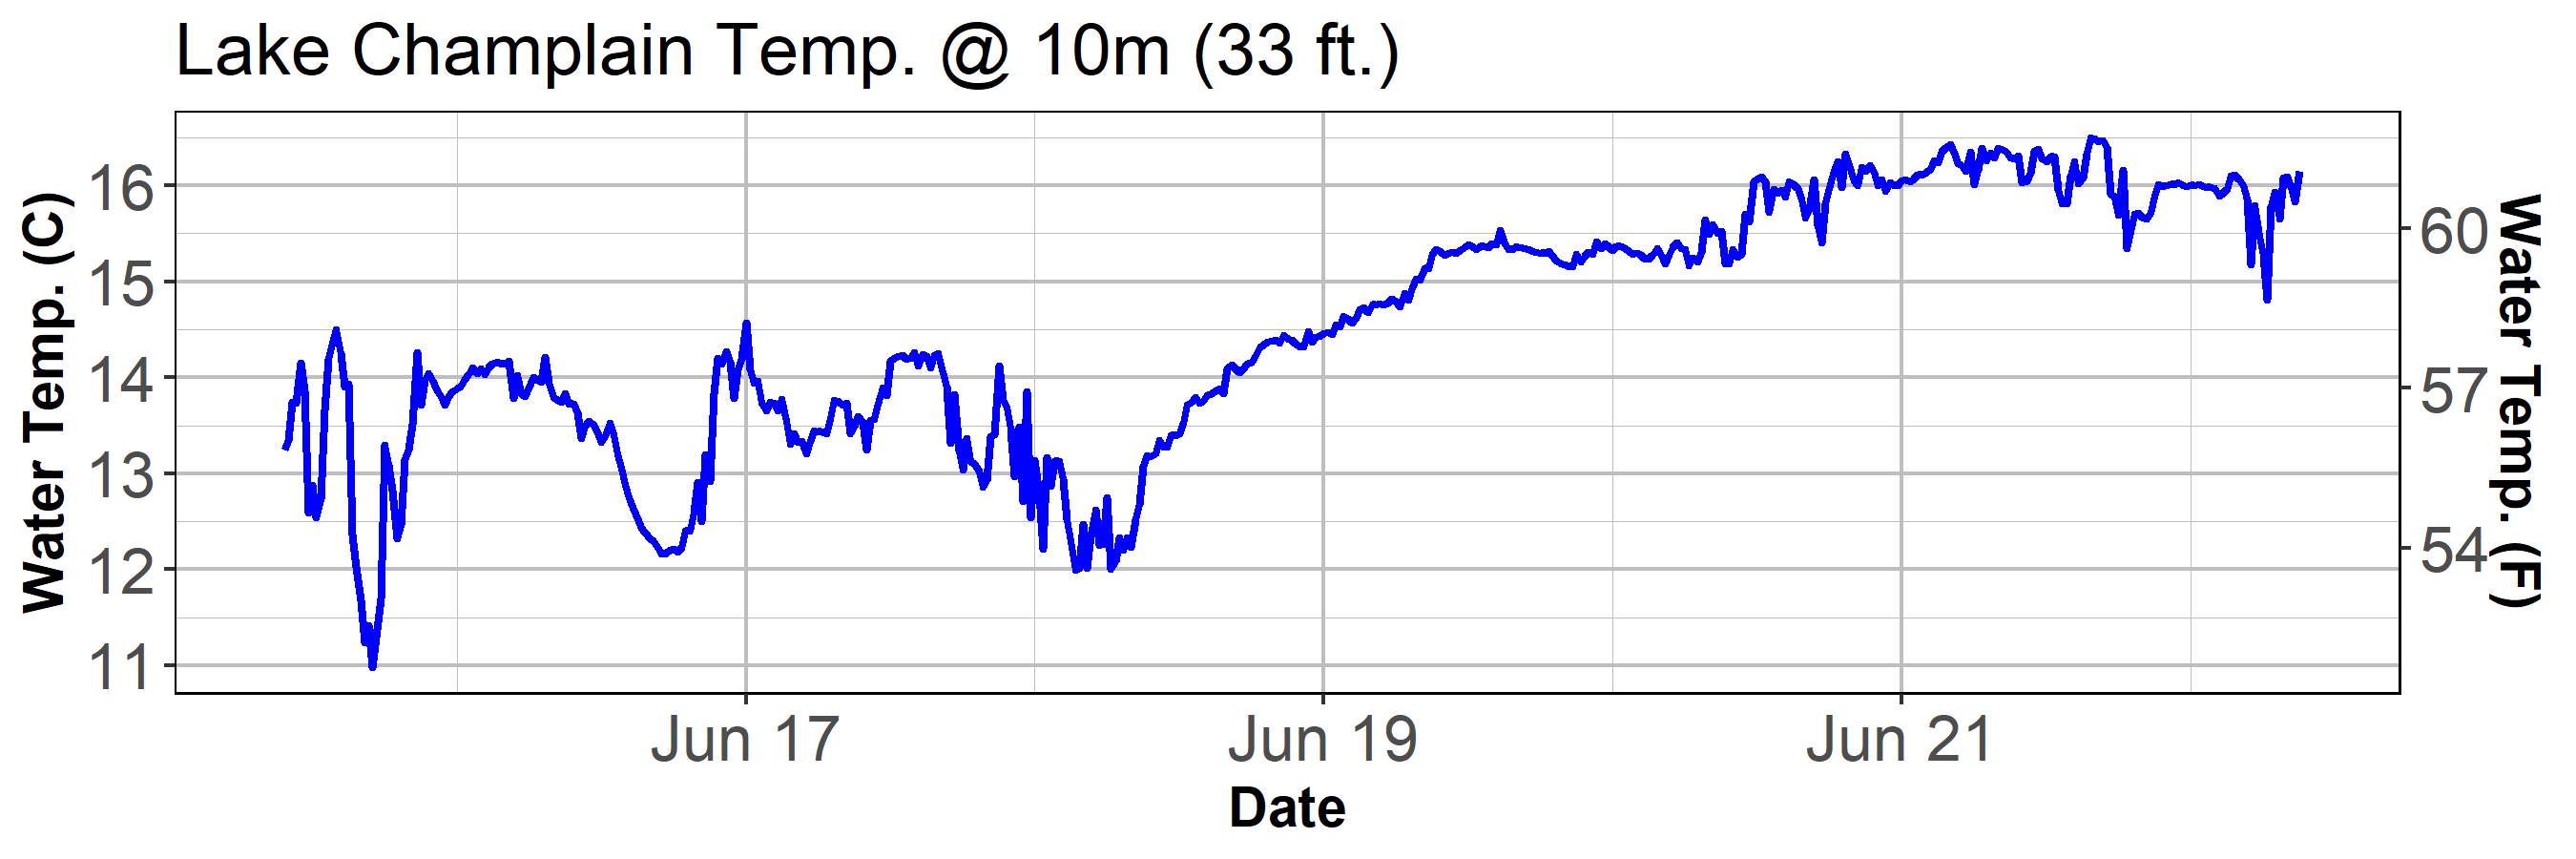 Lake Champlain Temp. @ 10m (33 ft.)
Water Temp. (C)
16
15
14
13
12
11
60
57
54
Water Temp. (F)
Jun 17
Jun 19
Jun 21
Date